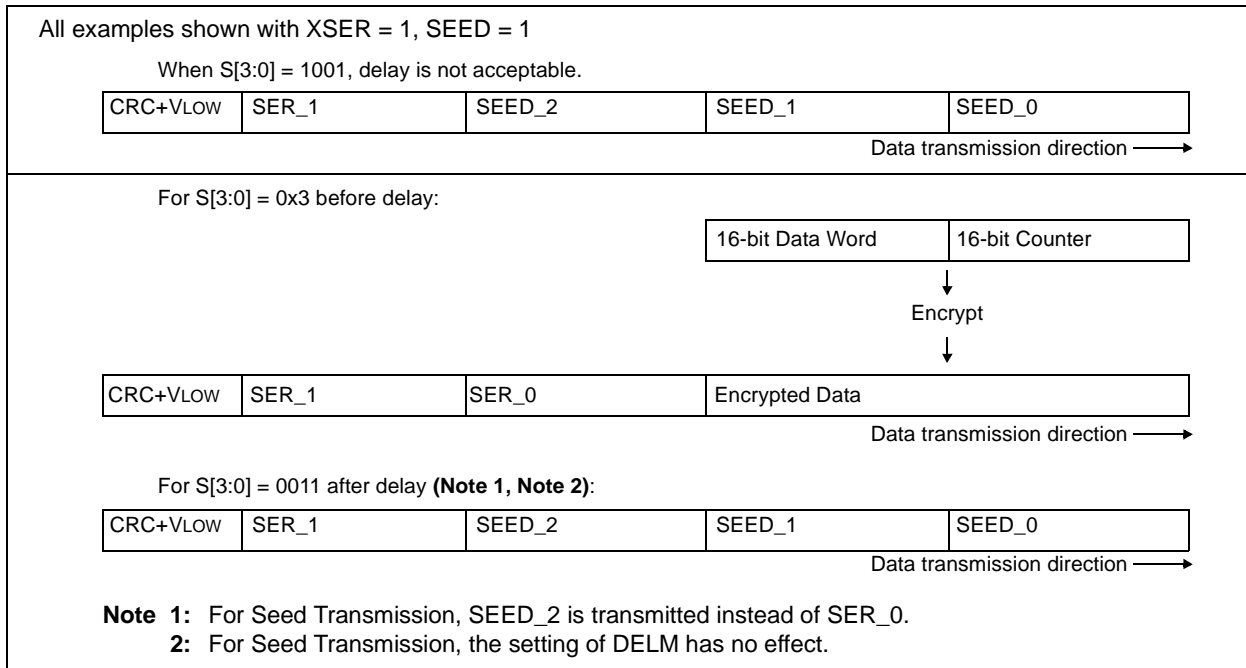 All examples shown with XSER = 1, SEED = 1
When S[3:0] = 1001, delay is not acceptable.
CRC+VLOW SER_1 SEED_2 SEED_1 SEED_0
Data transmission direction
For S[3:0] = 0x3 before delay:
16-bit Data Word 16-bit Counter
Encrypt
CRC+VLOW SER_1 SER_0 Encrypted Data
Data transmission direction
For S[3:0] = 0011 after delay (Note 1, Note 2):
CRC+VLOW SER_1 SEED_2 SEED_1 SEED_0
Data transmission direction
Note 1: For Seed Transmission, SEED_2 is transmitted instead of SER_0.
2: For Seed Transmission, the setting of DELM has no effect.